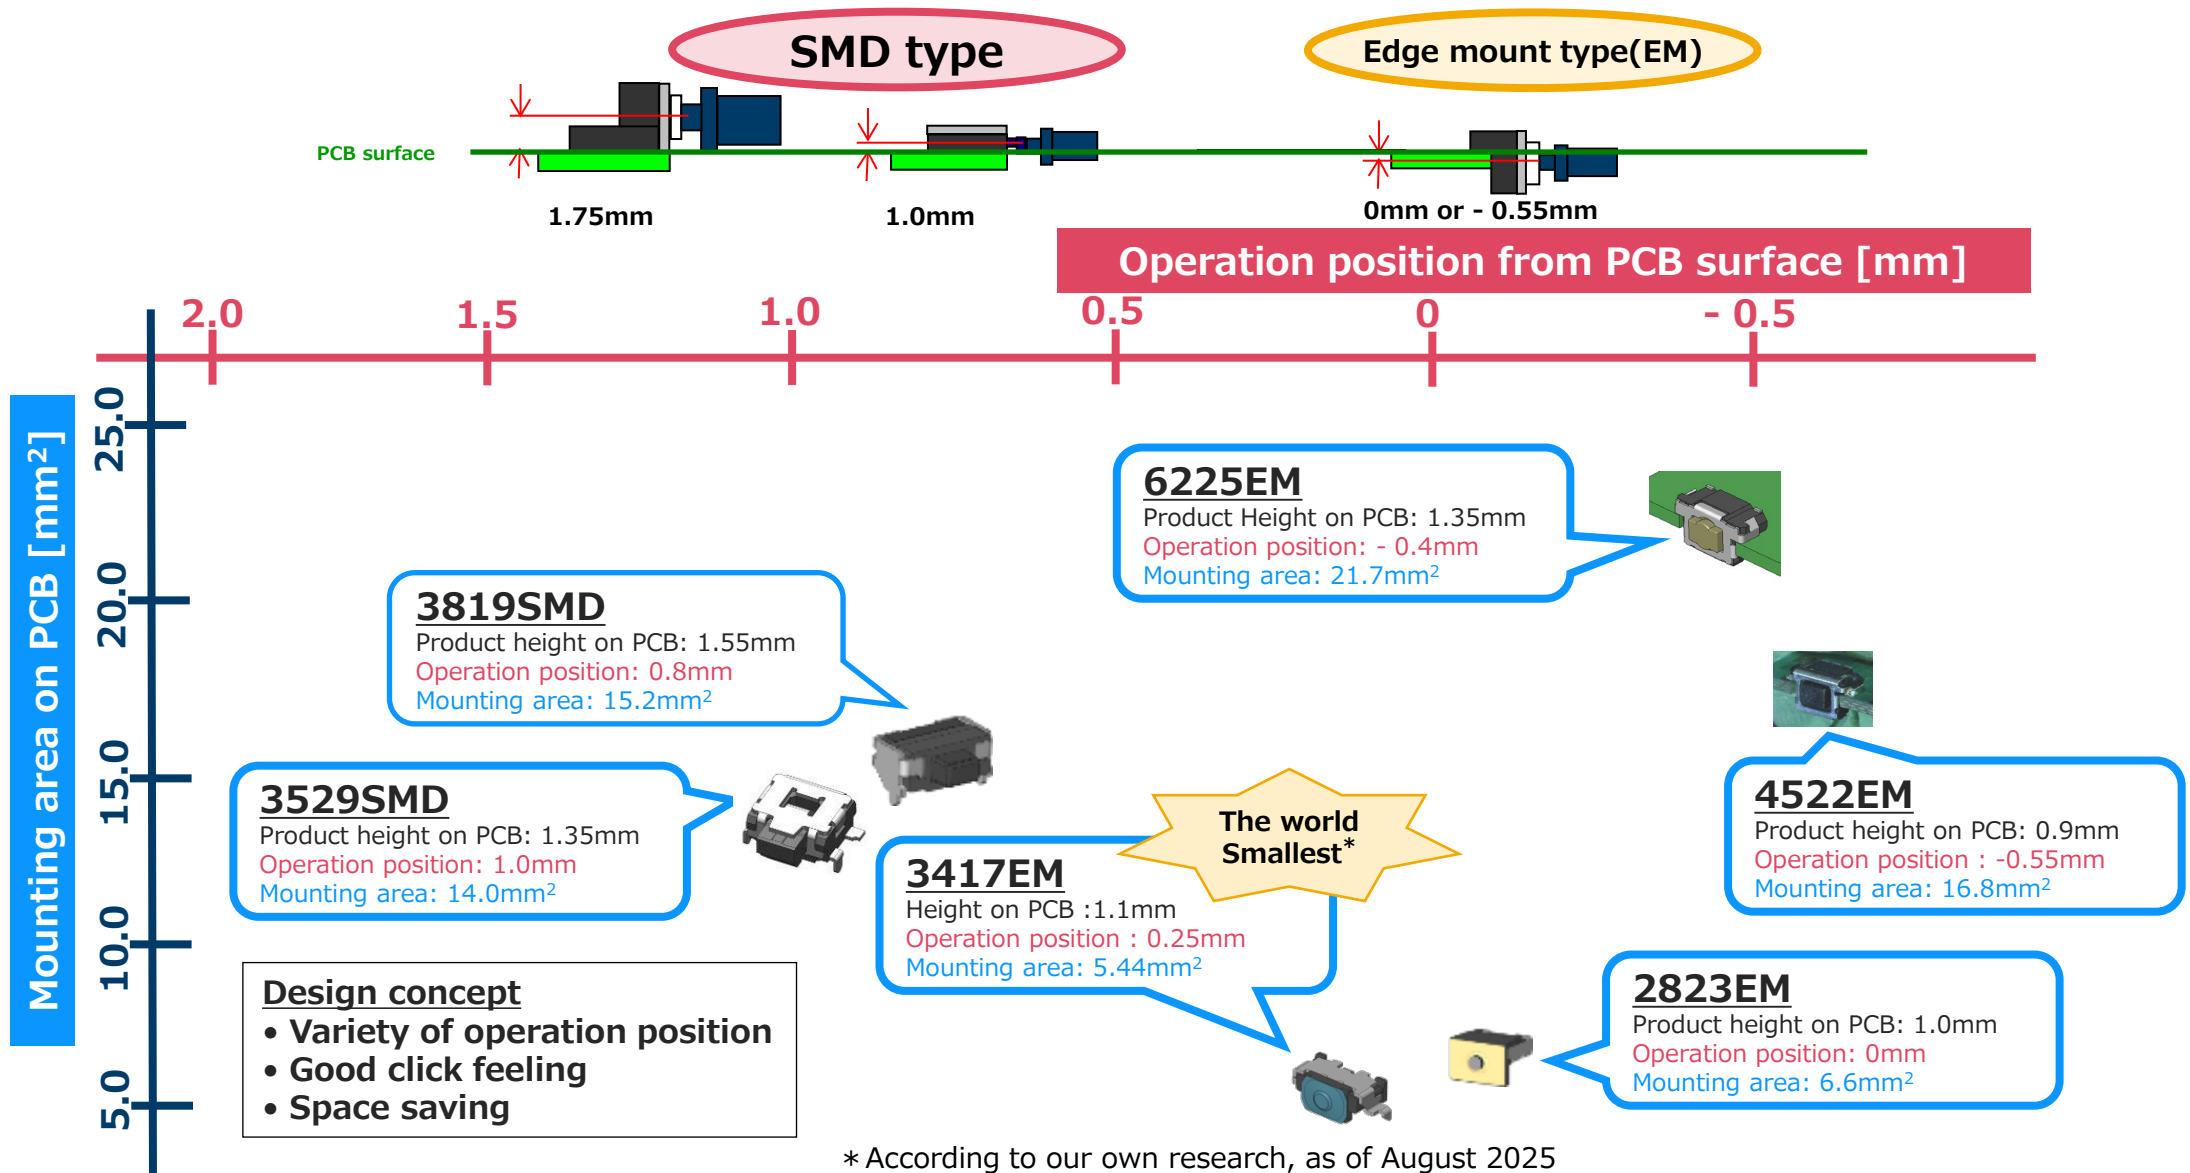 SMD type
Edge mount type(EM)
PCB surface
1.75mm
1.0mm
0mm or - 0.55mm
Operation position from PCB surface [mm]
2.0
1.5
1.0
0.5
0
- 0.5
Mounting area on PCB [mm²]
25.0
20.0
15.0
10.0
5.0
6225EM
Product Height on PCB: 1.35mm
Operation position: - 0.4mm
Mounting area: 21.7mm²
3819SMD
Product height on PCB: 1.55mm
Operation position: 0.8mm
Mounting area: 15.2mm²
3529SMD
Product height on PCB: 1.35mm
Operation position: 1.0mm
Mounting area: 14.0mm²
The world
Smallest*
3417EM
Height on PCB :1.1mm
Operation position : 0.25mm
Mounting area: 5.44mm²
4522EM
Product height on PCB: 0.9mm
Operation position : -0.55mm
Mounting area: 16.8mm²
2823EM
Product height on PCB: 1.0mm
Operation position: 0mm
Mounting area: 6.6mm²
Design concept
• Variety of operation position
• Good click feeling
• Space saving
* According to our own research, as of August 2025